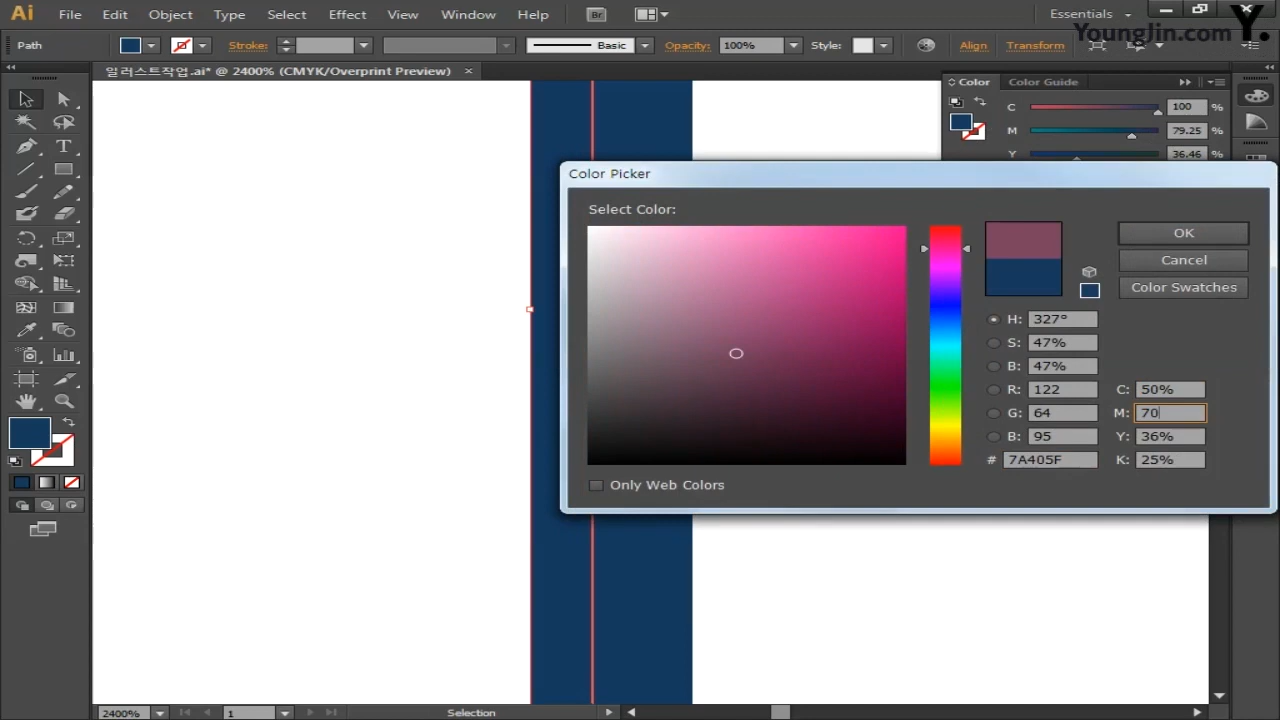 Ai File Edit Object Type Select Effect View Window Help Br Essentials
YoungJin.com Y.
Path Stroke: Basic Opacity: 100% Style: Align Transform
일러스트작업.ai* @ 2400% (CMYK/Overprint Preview) ×
Color Color Guide
C 100 %
M 79.25 %
Y 36.46 %
Color Picker
Select Color:
OK
Cancel
Color Swatches
H: 327°
S: 47%
B: 47%
R: 122 C: 50%
G: 64 M: 70
B: 95 Y: 36%
# 7A405F K: 25%
Only Web Colors
2400% 1 Selection